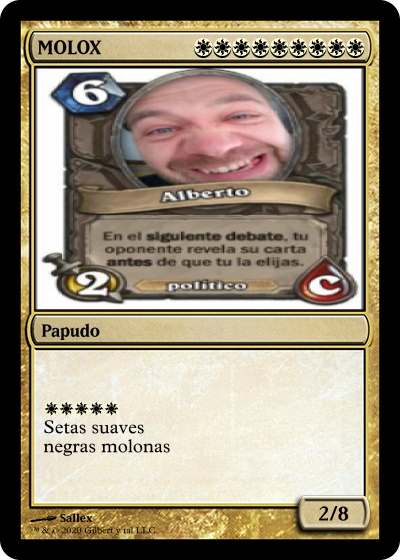 MOLOX
6
Alberto
En el siguiente debate, tu
oponente revela su carta
antes de que tu la elijas.
2
político
C
Papudo
Setas suaves
negras molonas
2/8
Sallex
™ & © 2020 Gilbert y tal LLC.